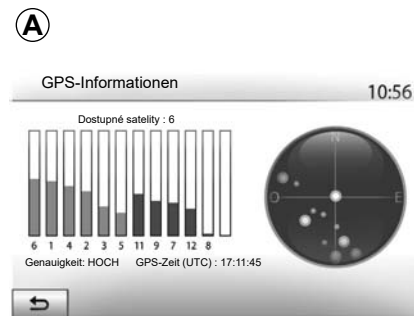 A
GPS-Informationen 10:56
Dostupné satelity : 6
N
O E
6 1 4 2 3 5 11 9 7 12 8
Genauigkeit: HOCH GPS-Zeit (UTC) : 17:11:45